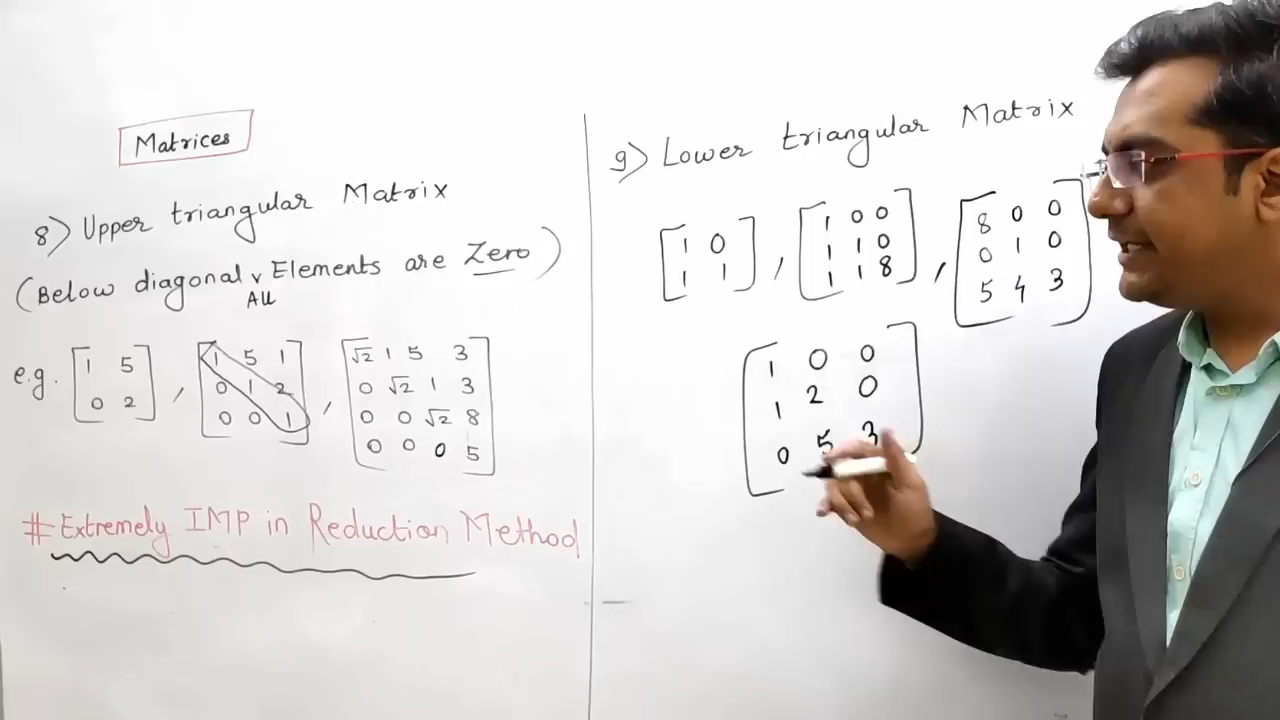 Matrices
8) Upper triangular Matrix
(Below diagonal ᵥ Elements are Zero)
All
e.g. [1 5
0 2] , [1 5 1
0 1 2
0 0 1] , [√2 1 5 3
0 √2 1 3
0 0 √2 8
0 0 0 5]
# Extremely IMP in Reduction Method
9) Lower triangular Matrix
[1 0
1 1] , [1 0 0
1 1 0
1 1 8] , [8 0 0
0 1 0
5 4 3]
[1 0 0
1 2 0
0 5 3]